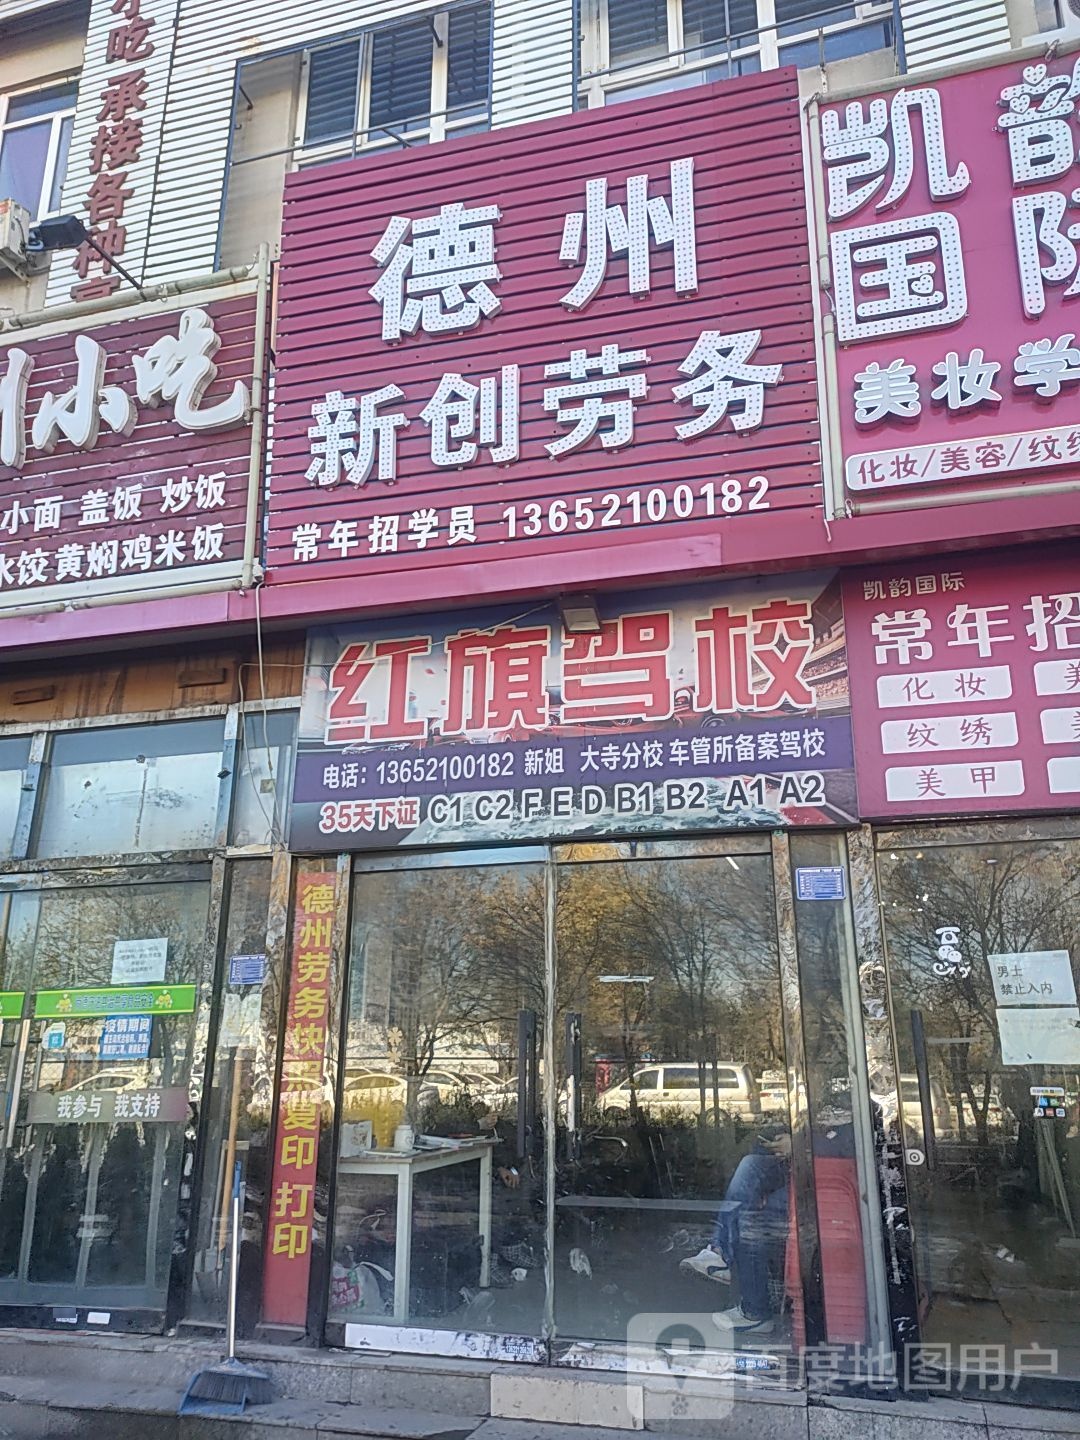 吃承接各种
小吃
小面 盖饭 炒饭
水饺黄焖鸡米饭
德州
新创劳务
常年招学员 13652100182
凯韵
国际
美妆学
化妆/美容/纹绣
红旗驾校
电话：13652100182 新姐 大寺分校 车管所备案驾校
35天下证 C1 C2 F E D B1 B2 A1 A2
凯韵国际
常年招
化妆
纹绣
美甲
德州劳务快照复印打印
疫情期间
我参与 我支持
男士
禁止入内
百度地图用户